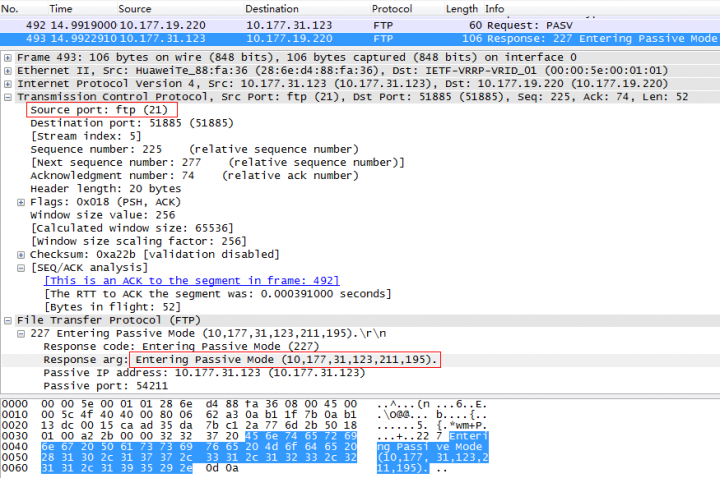 No. Time Source Destination Protocol Length Info
492 14.9919000 10.177.19.220 10.177.31.123 FTP 60 Request: PASV
493 14.9922910 10.177.31.123 10.177.19.220 FTP 106 Response: 227 Entering Passive Mode
Frame 493: 106 bytes on wire (848 bits), 106 bytes captured (848 bits) on interface 0
Ethernet II, Src: HuaweiTe_88:fa:36 (28:6e:d4:88:fa:36), Dst: IETF-VRRP-VRID_01 (00:00:5e:00:01:01)
Internet Protocol Version 4, Src: 10.177.31.123 (10.177.31.123), Dst: 10.177.19.220 (10.177.19.220)
Transmission Control Protocol, Src Port: ftp (21), Dst Port: 51885 (51885), Seq: 225, Ack: 74, Len: 52
Source port: ftp (21)
Destination port: 51885 (51885)
[Stream index: 5]
Sequence number: 225 (relative sequence number)
[Next sequence number: 277 (relative sequence number)]
Acknowledgment number: 74 (relative ack number)
Header length: 20 bytes
Flags: 0x018 (PSH, ACK)
Window size value: 256
[Calculated window size: 65536]
[Window size scaling factor: 256]
Checksum: 0xa22b [validation disabled]
[SEQ/ACK analysis]
[This is an ACK to the segment in frame: 492]
[The RTT to ACK the segment was: 0.000391000 seconds]
[Bytes in flight: 52]
File Transfer Protocol (FTP)
227 Entering Passive Mode (10,177,31,123,211,195).\r\n
Response code: Entering Passive Mode (227)
Response arg: Entering Passive Mode (10,177,31,123,211,195).
Passive IP address: 10.177.31.123 (10.177.31.123)
Passive port: 54211
0000 00 00 5e 00 01 01 28 6e d4 88 fa 36 08 00 45 00 ..^...(n ...6..E.
0010 00 5c 4f 40 40 00 80 06 62 a3 0a b1 1f 7b 0a b1 .\O@@... b....{..
0020 13 dc 00 15 ca ad 35 da 7b c1 2a 77 6d 2b 50 18 ......5. {.*wm+P.
0030 01 00 a2 2b 00 00 32 32 37 20 45 6e 74 65 72 69 ...+..22 7 Enteri
0040 6e 67 20 50 61 73 73 69 76 65 20 4d 6f 64 65 20 ng Passi ve Mode
0050 28 31 30 2c 31 37 37 2c 33 31 2c 31 32 33 2c 32 (10,177, 31,123,2
0060 31 31 2c 31 39 35 29 2e 0d 0a 11,195). ..